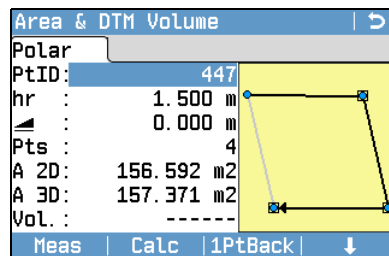 Area & DTM Volume
Polar
PtID: 447
hr : 1.500 m
: 0.000 m
Pts : 4
A 2D: 156.592 m2
A 3D: 157.371 m2
Vol. : ------
Meas | Calc |1PtBack| ↓